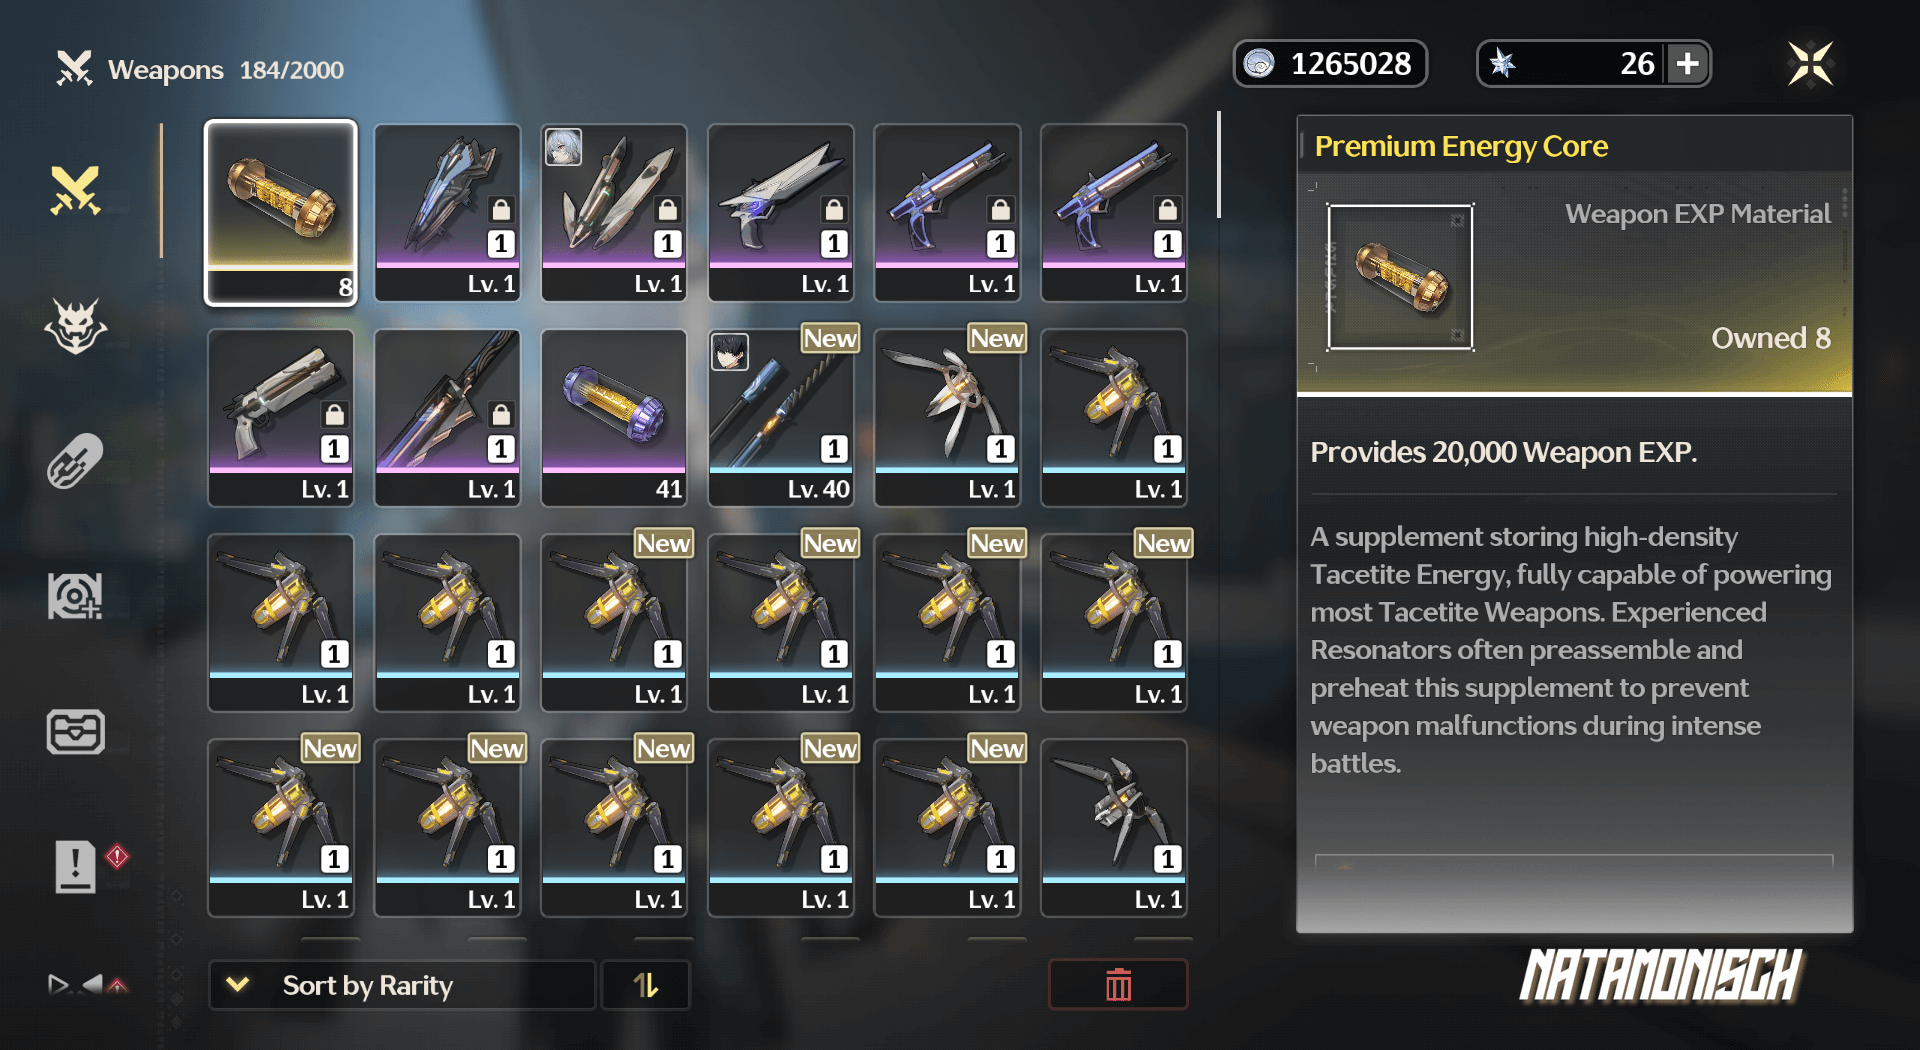 Weapons 184/2000
1265028
26
8
1
Lv. 1
1
Lv. 1
1
Lv. 1
1
Lv. 1
1
Lv. 1
1
Lv. 1
1
Lv. 1
41
New
1
Lv. 40
New
1
Lv. 1
1
Lv. 1
1
Lv. 1
1
Lv. 1
New
1
Lv. 1
New
1
Lv. 1
New
1
Lv. 1
New
1
Lv. 1
New
1
Lv. 1
New
1
Lv. 1
New
1
Lv. 1
New
1
Lv. 1
New
1
Lv. 1
1
Lv. 1
Sort by Rarity
Premium Energy Core
Weapon EXP Material
Owned 8
Provides 20,000 Weapon EXP.
A supplement storing high-density
Tacetite Energy, fully capable of powering
most Tacetite Weapons. Experienced
Resonators often preassemble and
preheat this supplement to prevent
weapon malfunctions during intense
battles.
NATAMONISCH